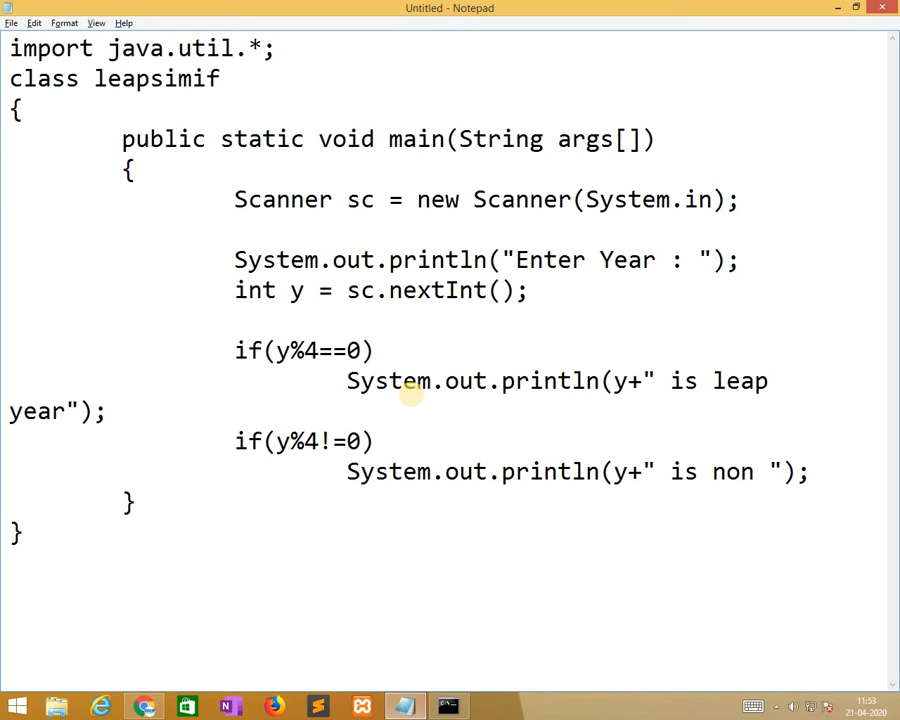 Untitled - Notepad
File Edit Format View Help
import java.util.*;
class leapsimif
{
public static void main(String args[])
{
Scanner sc = new Scanner(System.in);
System.out.println("Enter Year : ");
int y = sc.nextInt();
if(y%4==0)
System.out.println(y+" is leap
year");
if(y%4!=0)
System.out.println(y+" is non ");
}
}
11:53
21-04-2020